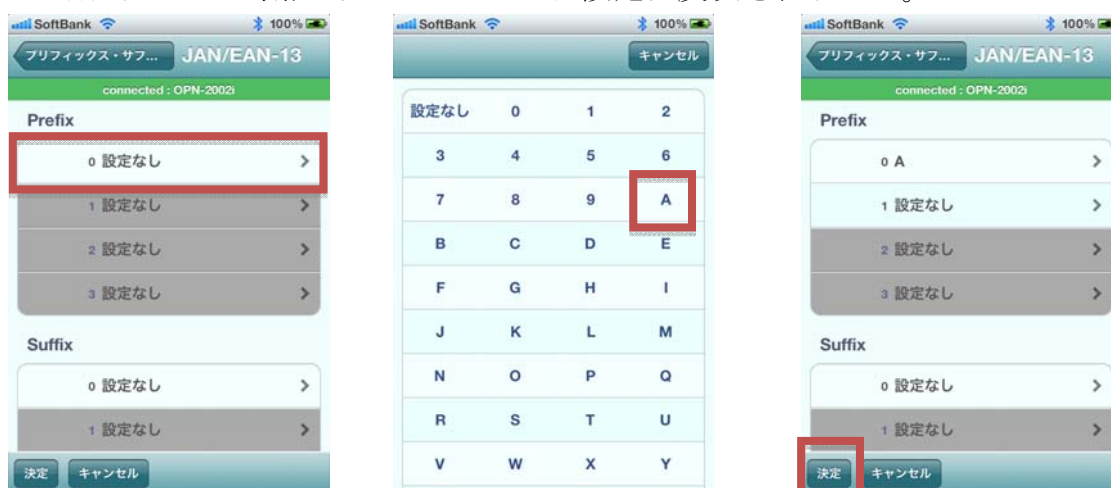 SoftBank 100%
プリフィックス・サフ... JAN/EAN-13
connected : OPN-2002i
Prefix
0 設定なし
1 設定なし
2 設定なし
3 設定なし
Suffix
0 設定なし
1 設定なし
決定 キャンセル
SoftBank 100%
キャンセル
設定なし 0 1 2
3 4 5 6
7 8 9 A
B C D E
F G H I
J K L M
N O P Q
R S T U
V W X Y
SoftBank 100%
プリフィックス・サフ... JAN/EAN-13
connected : OPN-2002i
Prefix
0 A
1 設定なし
2 設定なし
3 設定なし
Suffix
0 設定なし
1 設定なし
決定 キャンセル